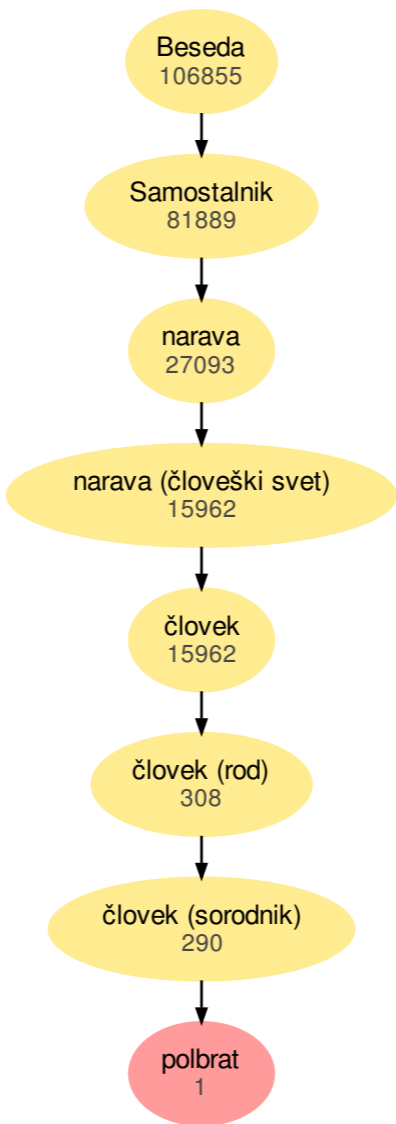 Beseda
106855
Samostalnik
81889
narava
27093
narava (človeški svet)
15962
človek
15962
človek (rod)
308
človek (sorodnik)
290
polbrat
1